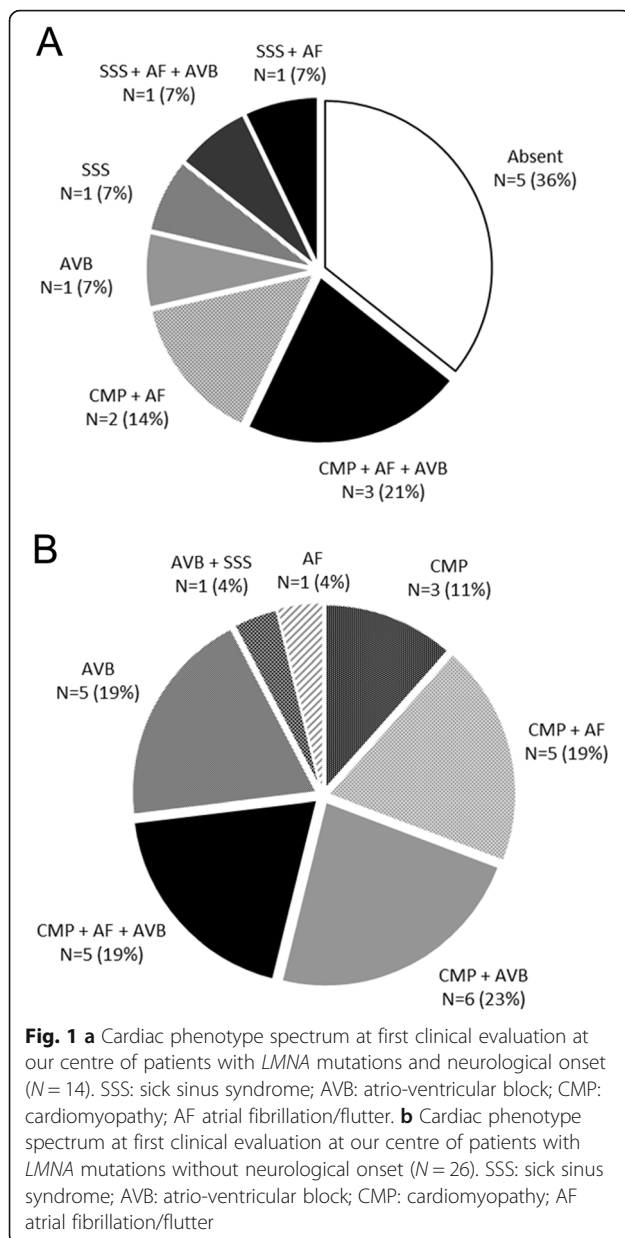 A
SSS + AF
N=1 (7%)
SSS + AF + AVB
N=1 (7%)
Absent
N=5 (36%)
SSS
N=1 (7%)
AVB
N=1 (7%)
CMP + AF
N=2 (14%)
CMP + AF + AVB
N=3 (21%)
B
AVB + SSS
N=1 (4%)
AF
N=1 (4%)
CMP
N=3 (11%)
AVB
N=5 (19%)
CMP + AF
N=5 (19%)
CMP + AF + AVB
N=5 (19%)
CMP + AVB
N=6 (23%)
Fig. 1 a Cardiac phenotype spectrum at first clinical evaluation at
our centre of patients with LMNA mutations and neurological onset
(N = 14). SSS: sick sinus syndrome; AVB: atrio-ventricular block; CMP:
cardiomyopathy; AF atrial fibrillation/flutter. b Cardiac phenotype
spectrum at first clinical evaluation at our centre of patients with
LMNA mutations without neurological onset (N = 26). SSS: sick sinus
syndrome; AVB: atrio-ventricular block; CMP: cardiomyopathy; AF
atrial fibrillation/flutter